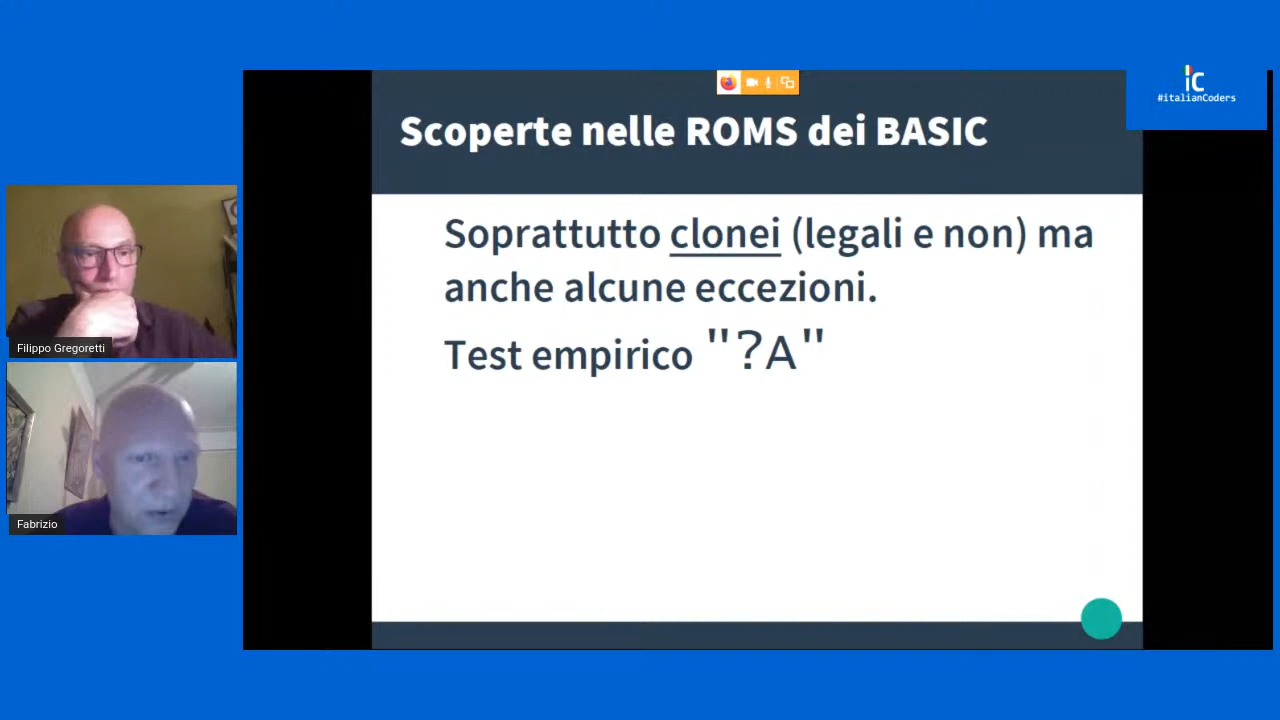 iC
#italianCoders
Scoperte nelle ROMS dei BASIC
Soprattutto clonei (legali e non) ma
anche alcune eccezioni.
Test empirico "?A"
Filippo Gregoretti
Fabrizio